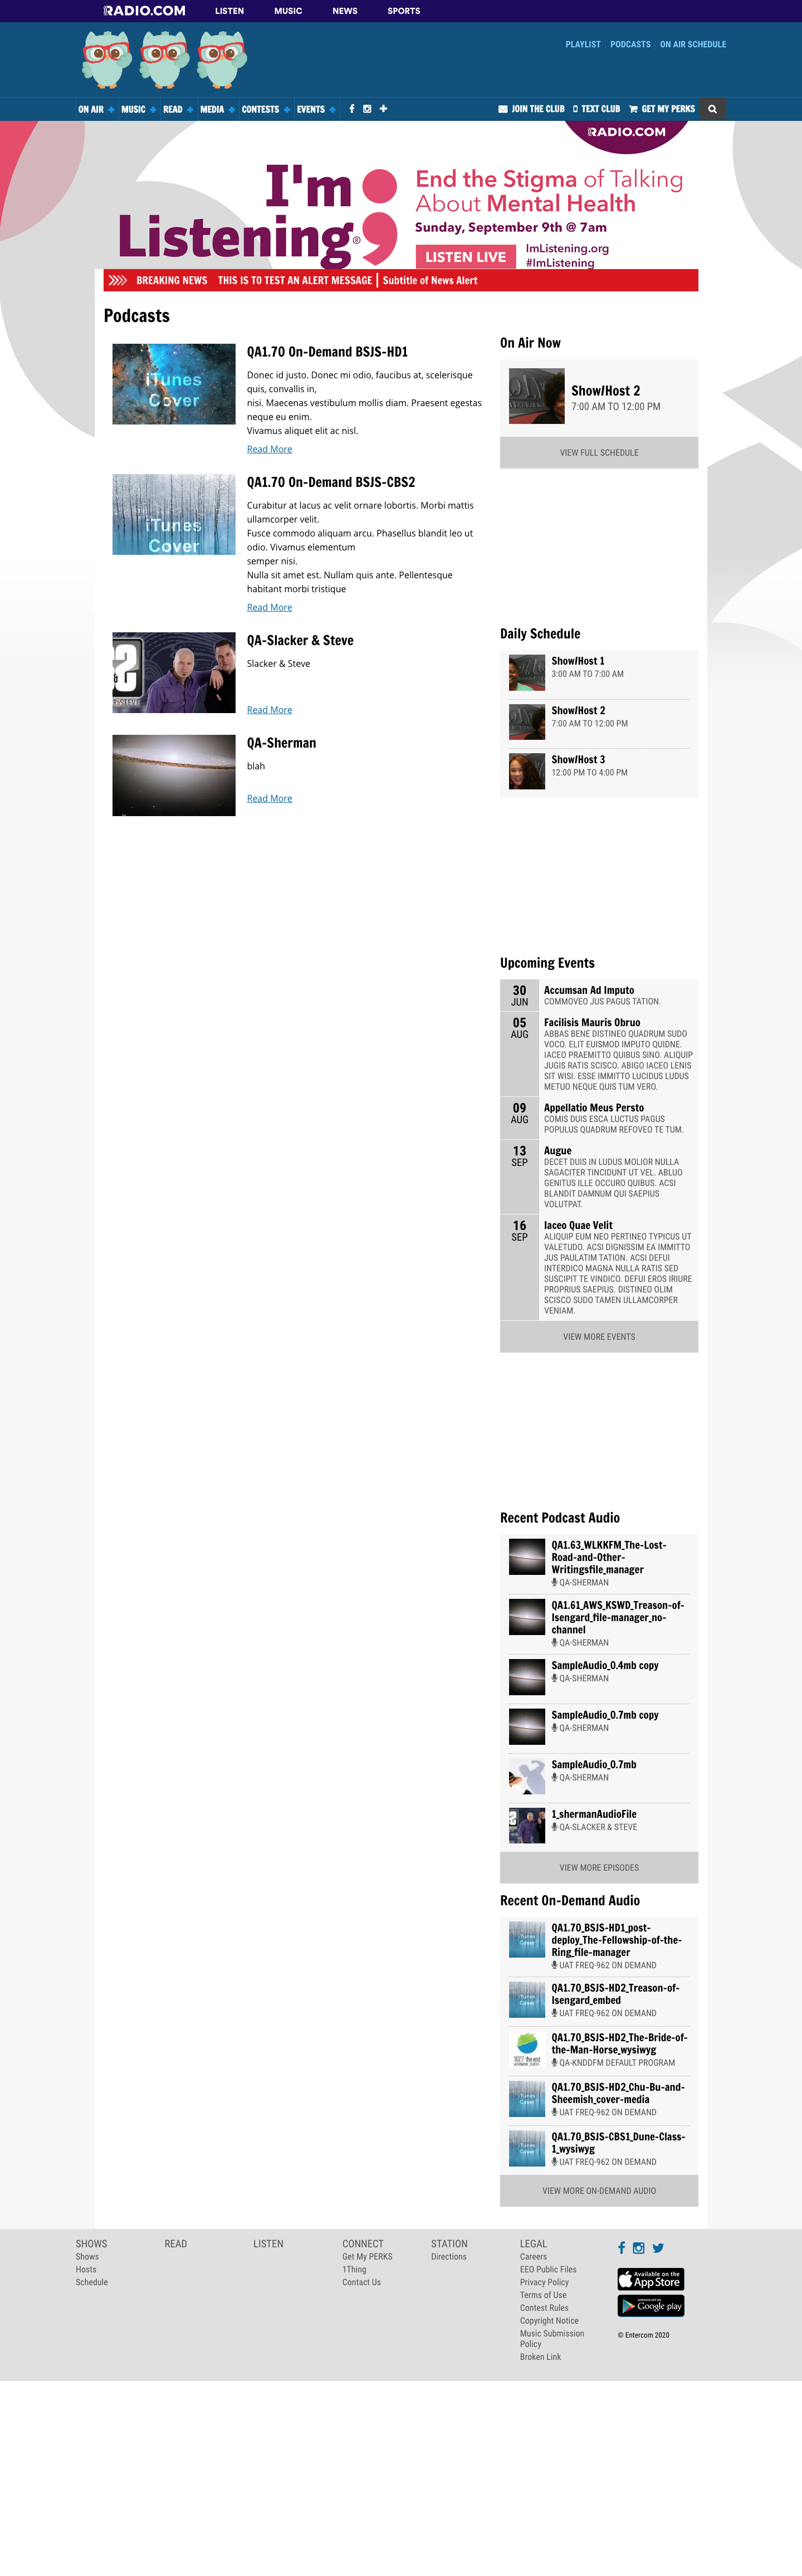 RADIO.COM
LISTEN
MUSIC
NEWS
SPORTS
PLAYLIST
PODCASTS
ON AIR SCHEDULE
ON AIR
MUSIC
READ
MEDIA
CONTESTS
EVENTS
JOIN THE CLUB
TEXT CLUB
GET MY PERKS
RADIO.COM
I'm
Listening®
End the Stigma of Talking
About Mental Health
Sunday, September 9th @ 7am
LISTEN LIVE
ImListening.org
#ImListening
BREAKING NEWS THIS IS TO TEST AN ALERT MESSAGE | Subtitle of News Alert
Podcasts
iTunes
Cover
QA1.70 On-Demand BSJS-HD1
Donec id justo. Donec mi odio, faucibus at, scelerisque
quis, convallis in,
nisi. Maecenas vestibulum mollis diam. Praesent egestas
neque eu enim.
Vivamus aliquet elit ac nisl.
Read More
iTunes
Cover
QA1.70 On-Demand BSJS-CBS2
Curabitur at lacus ac velit ornare lobortis. Morbi mattis
ullamcorper velit.
Fusce commodo aliquam arcu. Phasellus blandit leo ut
odio. Vivamus elementum
semper nisi.
Nulla sit amet est. Nullam quis ante. Pellentesque
habitant morbi tristique
Read More
QA-Slacker & Steve
Slacker & Steve
Read More
QA-Sherman
blah
Read More
On Air Now
Show/Host 2
7:00 AM TO 12:00 PM
VIEW FULL SCHEDULE
Daily Schedule
Show/Host 1
3:00 AM TO 7:00 AM
Show/Host 2
7:00 AM TO 12:00 PM
Show/Host 3
12:00 PM TO 4:00 PM
Upcoming Events
30
JUN
Accumsan Ad Imputo
COMMOVEO JUS PAGUS TATION.
05
AUG
Facilisis Mauris Obruo
ABBAS BENE DISTINEO QUADRUM SUDO
VOCO. ELIT EUISMOD IMPUTO QUIDNE.
IACEO PRAEMITTO QUIBUS SINO. ALIQUIP
JUGIS RATIS SCISCO. ABIGO IACEO LENIS
SIT WISI. ESSE IMMITTO LUCIDUS LUDUS
METUO NEQUE QUIS TUM VERO.
09
AUG
Appellatio Meus Persto
COMIS DUIS ESCA LUCTUS PAGUS
POPULUS QUADRUM REFOVEO TE TUM.
13
SEP
Augue
DECET DUIS IN LUDUS MOLIOR NULLA
SAGACITER TINCIDUNT UT VEL. ABLUO
GENITUS ILLE OCCURO QUIBUS. ACSI
BLANDIT DAMNUM QUI SAEPIUS
VOLUTPAT.
16
SEP
Iaceo Quae Velit
ALIQUIP EUM NEO PERTINEO TYPICUS UT
VALETUDO. ACSI DIGNISSIM EA IMMITTO
JUS PAULATIM TATION. ACSI DEFUI
INTERDICO MAGNA NULLA RATIS SED
SUSCIPIT TE VINDICO. DEFUI EROS IRIURE
PROPRIUS SAEPIUS. DISTINEO OLIM
SCISCO SUDO TAMEN ULLAMCORPER
VENIAM.
VIEW MORE EVENTS
Recent Podcast Audio
QA1.63_WLKKFM_The-Lost-
Road-and-Other-
Writingsfile_manager
QA-SHERMAN
QA1.61_AWS_KSWD_Treason-of-
Isengard_file-manager_no-
channel
QA-SHERMAN
SampleAudio_0.4mb copy
QA-SHERMAN
SampleAudio_0.7mb copy
QA-SHERMAN
SampleAudio_0.7mb
QA-SHERMAN
1_shermanAudioFile
QA-SLACKER & STEVE
VIEW MORE EPISODES
Recent On-Demand Audio
QA1.70_BSJS-HD1_post-
deploy_The-Fellowship-of-the-
Ring_file-manager
UAT FREQ-962 ON DEMAND
QA1.70_BSJS-HD2_Treason-of-
Isengard_embed
UAT FREQ-962 ON DEMAND
QA1.70_BSJS-HD2_The-Bride-of-
the-Man-Horse_wysiwyg
QA-KNDDFM DEFAULT PROGRAM
QA1.70_BSJS-HD2_Chu-Bu-and-
Sheemish_cover-media
UAT FREQ-962 ON DEMAND
QA1.70_BSJS-CBS1_Dune-Class-
1_wysiwyg
UAT FREQ-962 ON DEMAND
VIEW MORE ON-DEMAND AUDIO
SHOWS
Shows
Hosts
Schedule
READ
LISTEN
CONNECT
Get My PERKS
1Thing
Contact Us
STATION
Directions
LEGAL
Careers
EEO Public Files
Privacy Policy
Terms of Use
Contest Rules
Copyright Notice
Music Submission
Policy
Broken Link
Available on the
App Store
Google play
© Entercom 2020